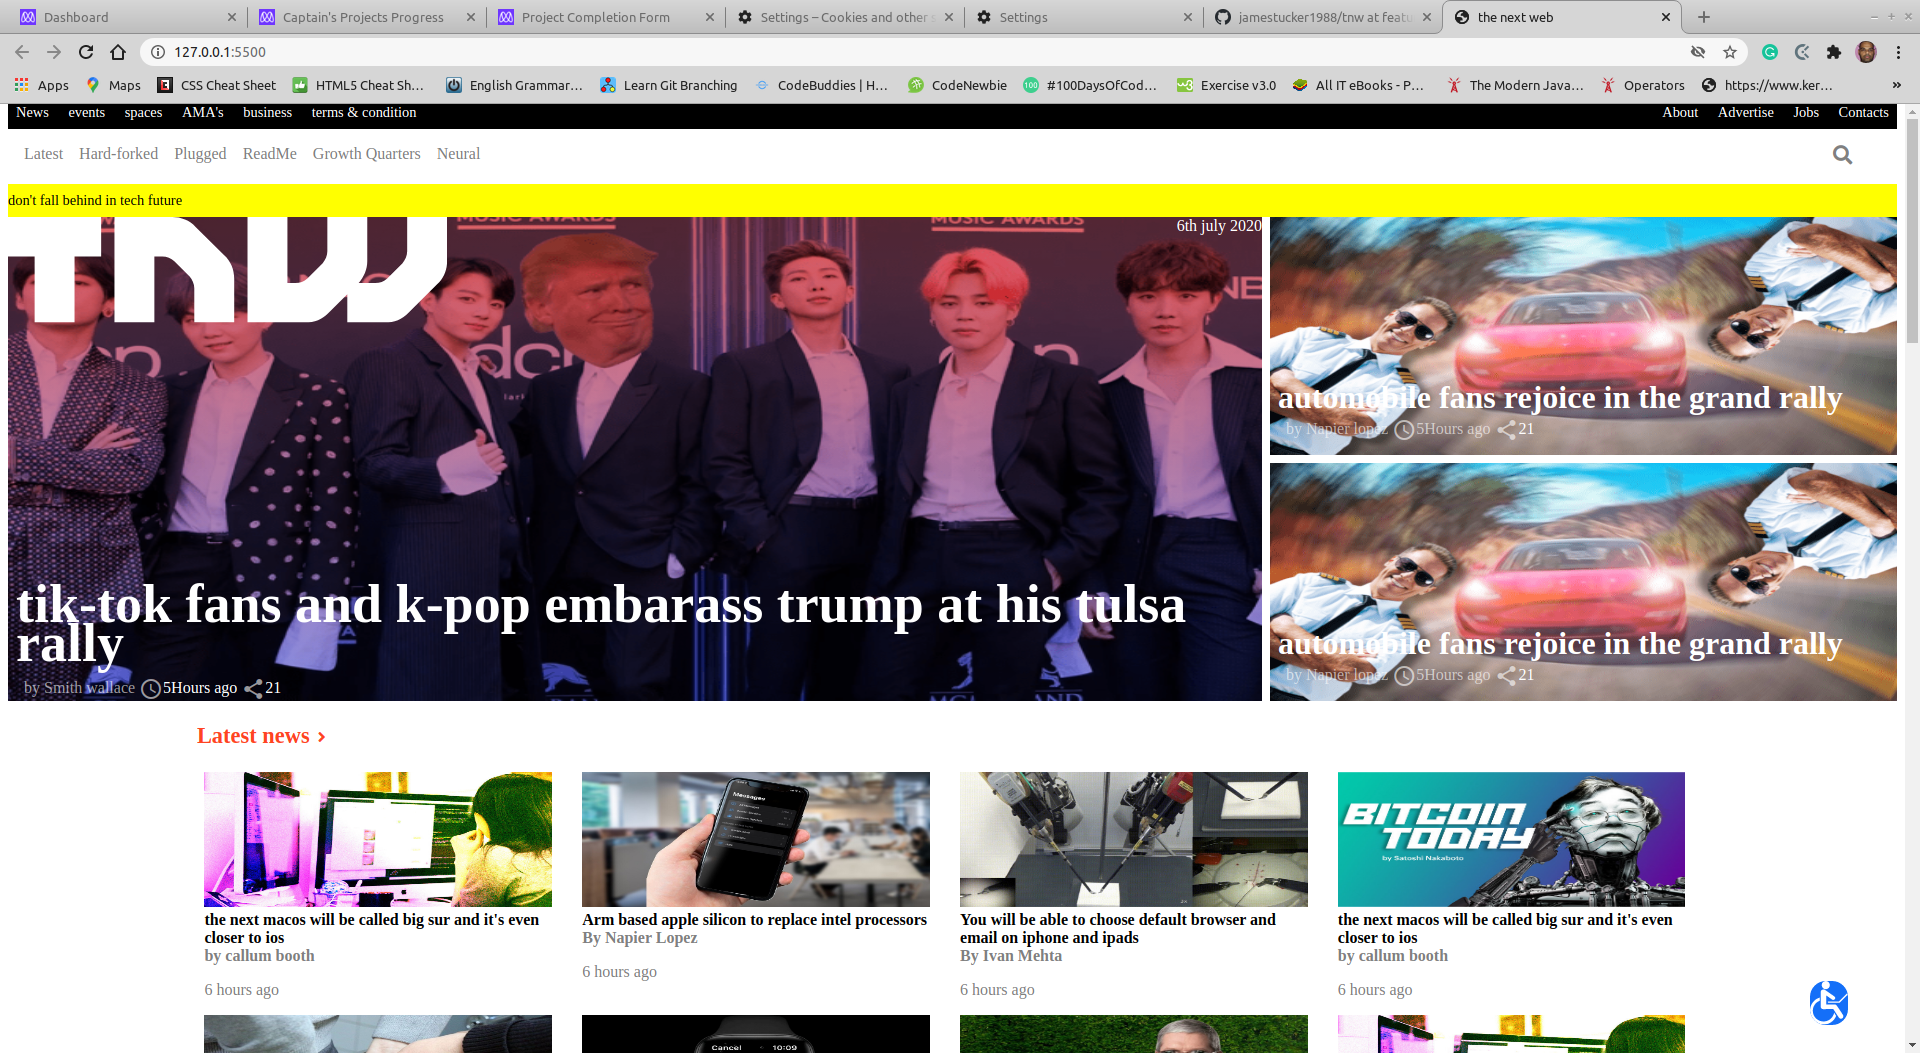 Dashboard
Captain's Projects Progress
Project Completion Form
Settings – Cookies and other s
Settings
jamestucker1988/tnw at featu
the next web
127.0.0.1:5500
Apps
Maps
CSS Cheat Sheet
HTML5 Cheat Sh...
English Grammar...
Learn Git Branching
CodeBuddies | H...
CodeNewbie
#100DaysOfCod...
Exercise v3.0
All IT eBooks - P...
The Modern Java...
Operators
https://www.ker...
»
News events spaces AMA's business terms & condition
About Advertise Jobs Contacts
Latest Hard-forked Plugged ReadMe Growth Quarters Neural
don't fall behind in tech future
MUSIC AWARDS
MUSIC AWARDS
6th july 2020
TNW
tik-tok fans and k-pop embarass trump at his tulsa
rally
by Smith wallace 5Hours ago 21
automobile fans rejoice in the grand rally
by Napier lopez 5Hours ago 21
automobile fans rejoice in the grand rally
by Napier lopez 5Hours ago 21
Latest news
Messages
BITCOIN
TODAY
by Satoshi Nakaboto
the next macos will be called big sur and it's even
closer to ios
by callum booth
6 hours ago
Arm based apple silicon to replace intel processors
By Napier Lopez
6 hours ago
You will be able to choose default browser and
email on iphone and ipads
By Ivan Mehta
6 hours ago
the next macos will be called big sur and it's even
closer to ios
by callum booth
6 hours ago
Cancel 10:09